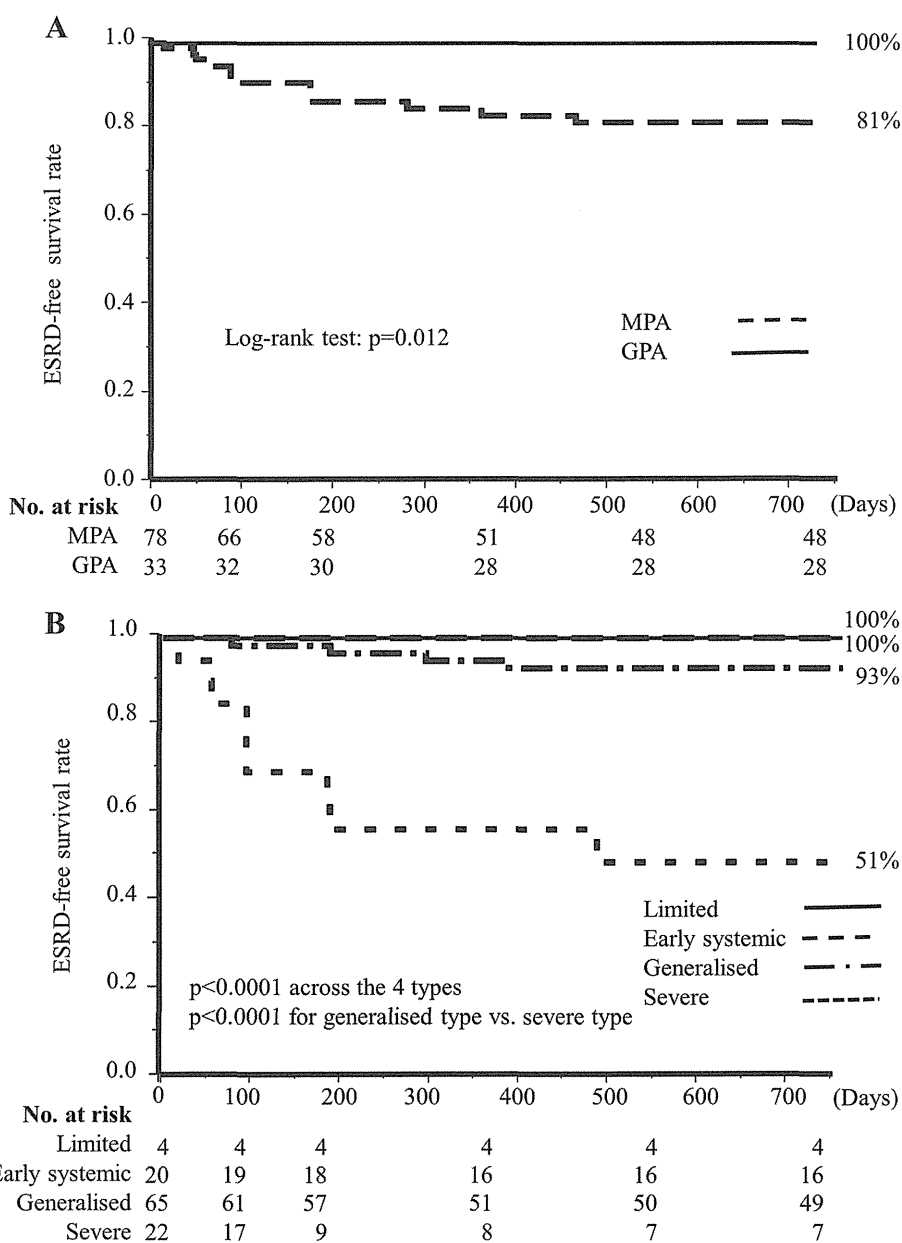 A
1.0
100%
0.8
81%
0.6
0.4
0.2
0.0
ESRD-free survival rate
Log-rank test: p=0.012
MPA
GPA
0 100 200 300 400 500 600 700 (Days)
No. at risk
MPA 78 66 58 51 48 48
GPA 33 32 30 28 28 28
B
1.0
100%
100%
93%
0.8
0.6
51%
0.4
0.2
0.0
ESRD-free survival rate
Limited
Early systemic
Generalised
Severe
p<0.0001 across the 4 types
p<0.0001 for generalised type vs. severe type
0 100 200 300 400 500 600 700 (Days)
No. at risk
Limited 4 4 4 4 4 4
Early systemic 20 19 18 16 16 16
Generalised 65 61 57 51 50 49
Severe 22 17 9 8 7 7